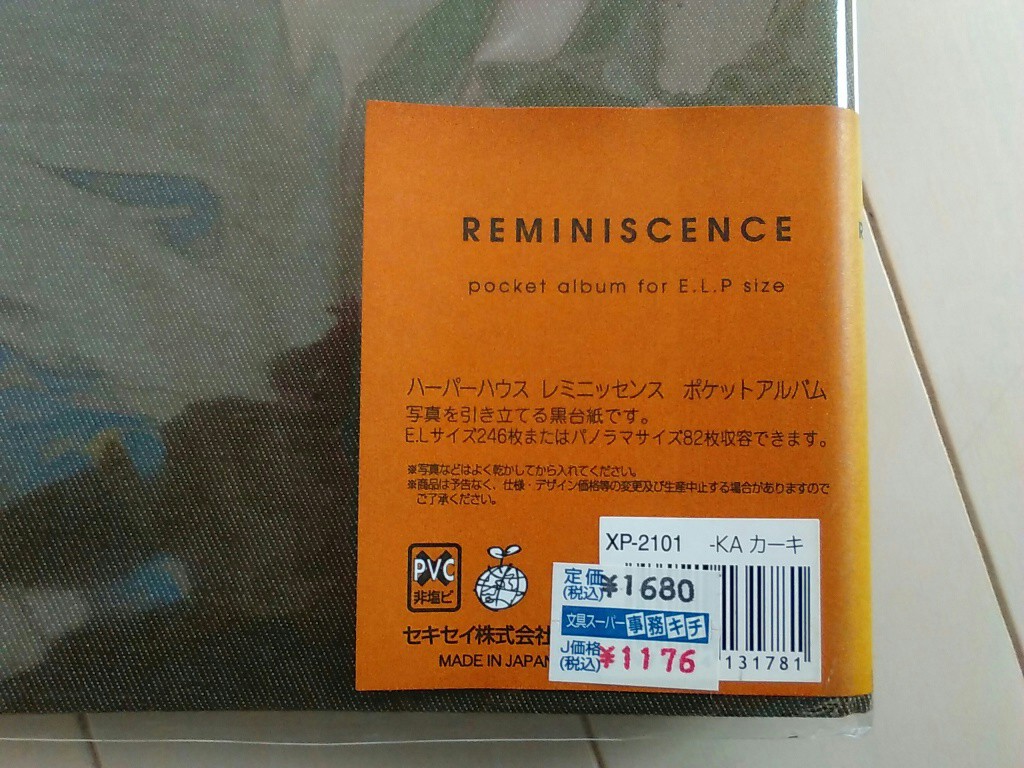 REMINISCENCE
pocket album for E.L.P size
ハーパーハウス レミニッセンス ポケットアルバム
写真を引き立てる黒台紙です。
E.Lサイズ246枚またはパノラマサイズ82枚収容できます。
※写真などはよく乾かしてから入れてください。
※商品は予告なく、仕様・デザイン価格等の変更及び生産中止する場合がありますので
ご了承ください。
XP-2101 -KA カーキ
PVC
非塩ビ
定価
(税込)
¥1680
文具スーパー 事務キチ
J価格
(税込)
¥1176
131781
セキセイ株式会社
MADE IN JAPAN